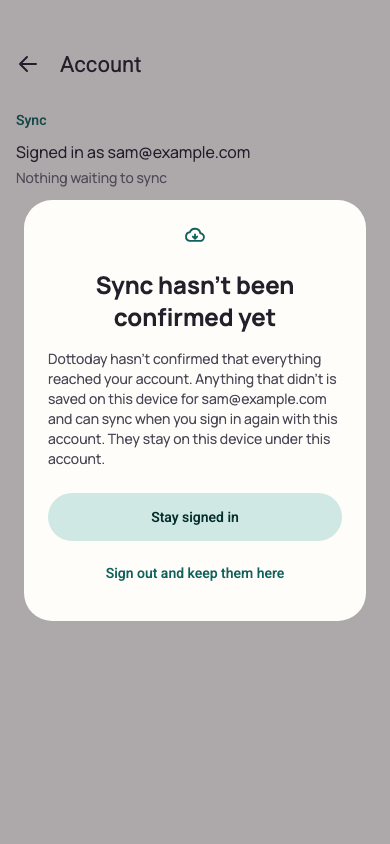 Account
Sync
Signed in as sam@example.com
Nothing waiting to sync
Sync hasn't been
confirmed yet
Dottoday hasn't confirmed that everything
reached your account. Anything that didn't is
saved on this device for sam@example.com
and can sync when you sign in again with this
account. They stay on this device under this
account.
Stay signed in
Sign out and keep them here